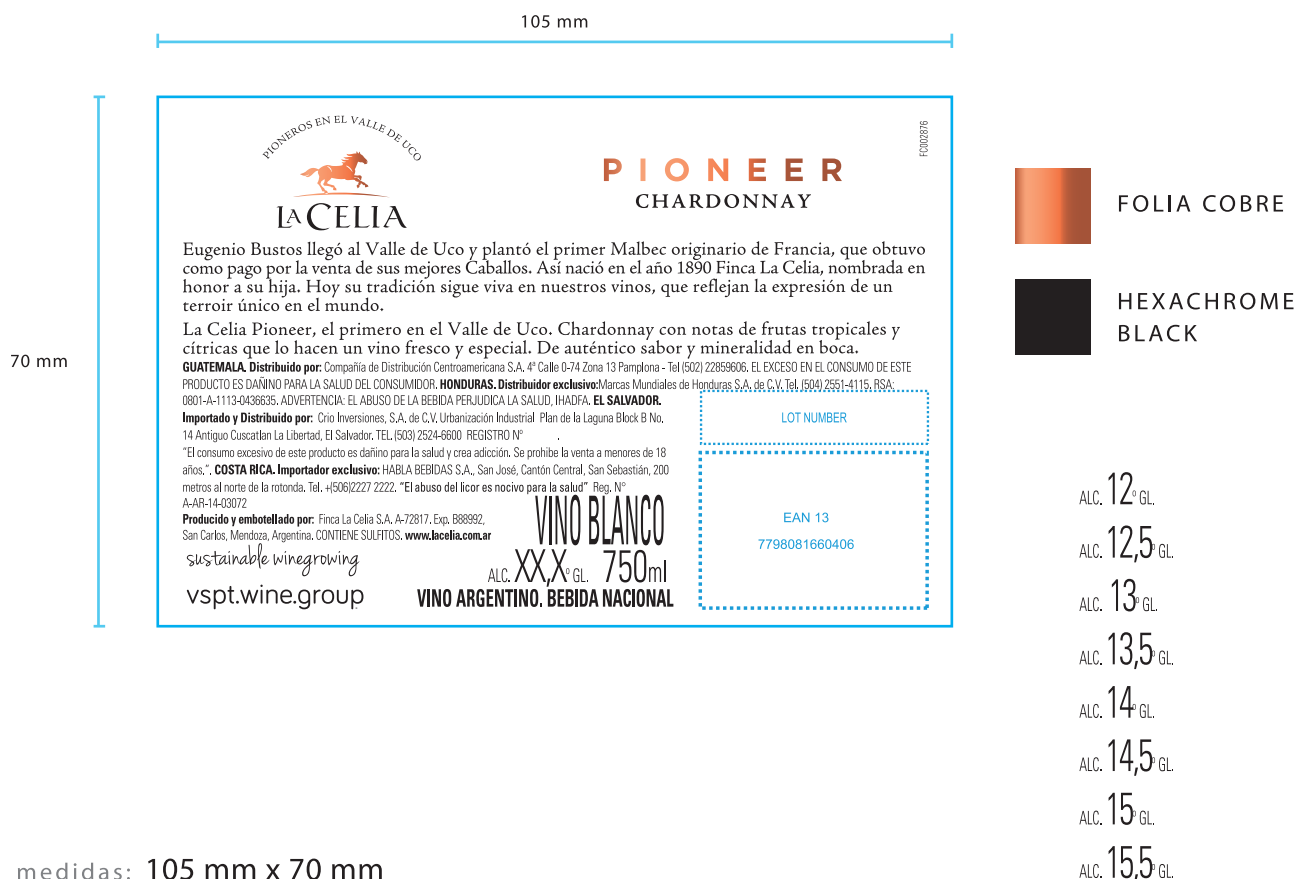 105 mm
70 mm
PIONEROS EN EL VALLE DE UCO
LA CELIA
PIONEER
CHARDONNAY
FC002876
Eugenio Bustos llegó al Valle de Uco y plantó el primer Malbec originario de Francia, que obtuvo
como pago por la venta de sus mejores Caballos. Así nació en el año 1890 Finca La Celia, nombrada en
honor a su hija. Hoy su tradición sigue viva en nuestros vinos, que reflejan la expresión de un
terroir único en el mundo.
La Celia Pioneer, el primero en el Valle de Uco. Chardonnay con notas de frutas tropicales y
cítricas que lo hacen un vino fresco y especial. De auténtico sabor y mineralidad en boca.
GUATEMALA. Distribuido por: Compañía de Distribución Centroamericana S.A. 4ª Calle 0-74 Zona 13 Pamplona - Tel (502) 22859606. EL EXCESO EN EL CONSUMO DE ESTE
PRODUCTO ES DAÑINO PARA LA SALUD DEL CONSUMIDOR. HONDURAS. Distribuidor exclusivo:Marcas Mundiales de Honduras S.A. de C.V. Tel. (504) 2551-4115. RSA:
0801-A-1113-0436635. ADVERTENCIA: EL ABUSO DE LA BEBIDA PERJUDICA LA SALUD, IHADFA. EL SALVADOR.
Importado y Distribuido por: Crio Inversiones, S.A. de C.V. Urbanización Industrial Plan de la Laguna Block B No.
14 Antiguo Cuscatlan La Libertad, El Salvador. TEL. (503) 2524-6600 REGISTRO Nº .
"El consumo excesivo de este producto es dañino para la salud y crea adicción. Se prohibe la venta a menores de 18
años.". COSTA RICA. Importador exclusivo: HABLA BEBIDAS S.A., San José, Cantón Central, San Sebastián, 200
metros al norte de la rotonda. Tel. +(506)2227 2222. "El abuso del licor es nocivo para la salud" Reg. Nº
A-AR-14-03072
Producido y embotellado por: Finca La Celia S.A. A-72817. Exp. B88992,
San Carlos, Mendoza, Argentina. CONTIENE SULFITOS. www.lacelia.com.ar
sustainable winegrowing
vspt.wine.group
VINO BLANCO
ALC. XX,Xº GL. 750ml
VINO ARGENTINO. BEBIDA NACIONAL
LOT NUMBER
EAN 13
7798081660406
FOLIA COBRE
HEXACHROME
BLACK
ALC. 12º GL.
ALC. 12,5º GL.
ALC. 13º GL.
ALC. 13,5º GL.
ALC. 14º GL.
ALC. 14,5º GL.
ALC. 15º GL.
ALC. 15,5º GL.
medidas: 105 mm x 70 mm